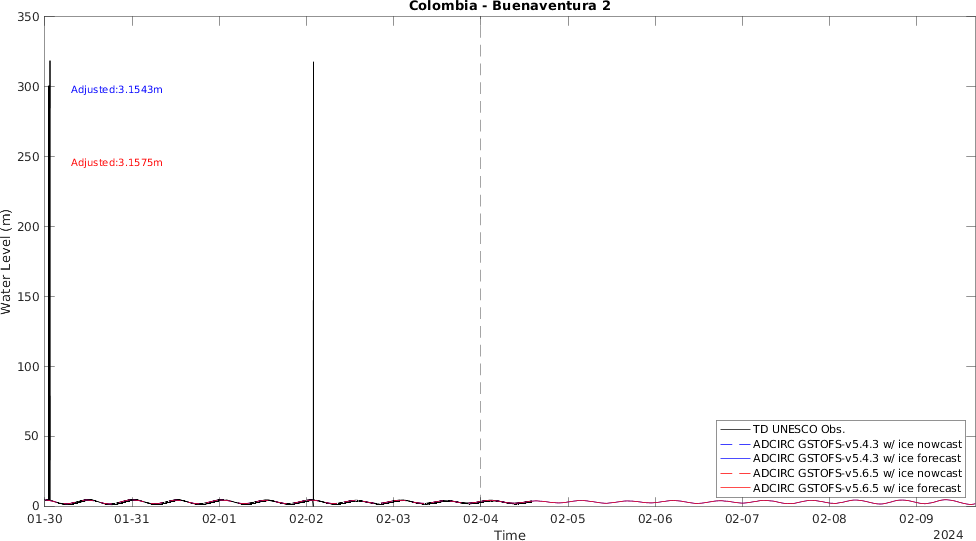 Colombia - Buenaventura 2
350
300
250
200
150
100
50
0
Water Level (m)
Adjusted:3.1543m
Adjusted:3.1575m
TD UNESCO Obs.
ADCIRC GSTOFS-v5.4.3 w/ ice nowcast
ADCIRC GSTOFS-v5.4.3 w/ ice forecast
ADCIRC GSTOFS-v5.6.5 w/ ice nowcast
ADCIRC GSTOFS-v5.6.5 w/ ice forecast
01-30 01-31 02-01 02-02 02-03 02-04 02-05 02-06 02-07 02-08 02-09
Time
2024